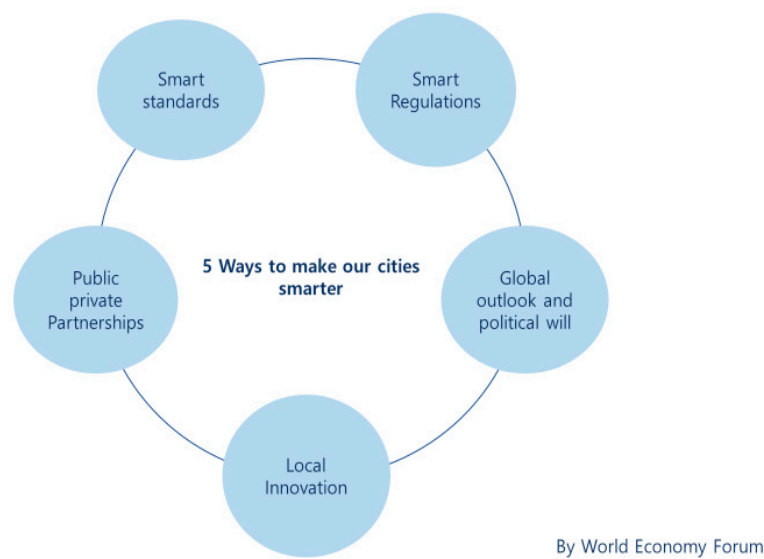 Smart
standards
Smart
Regulations
Public
private
Partnerships
5 Ways to make our cities
smarter
Global
outlook and
political will
Local
Innovation
By World Economy Forum